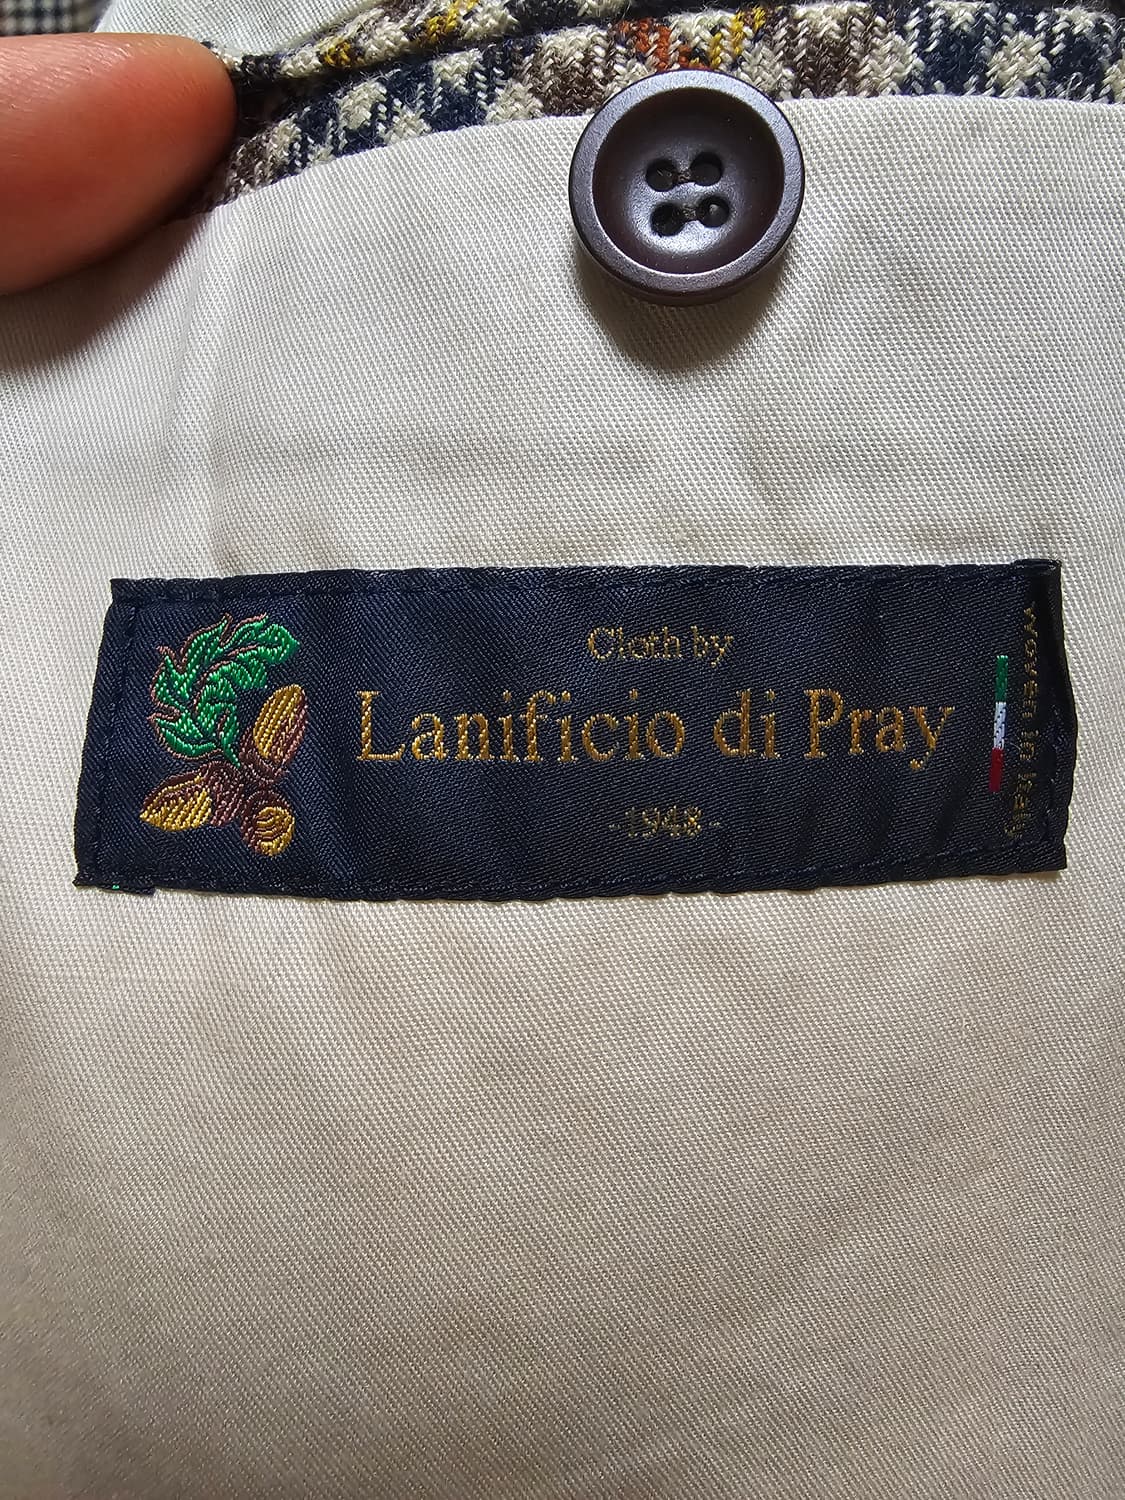 Cloth by
Lanificio di Pray
- 1948 -
Woven in Italy